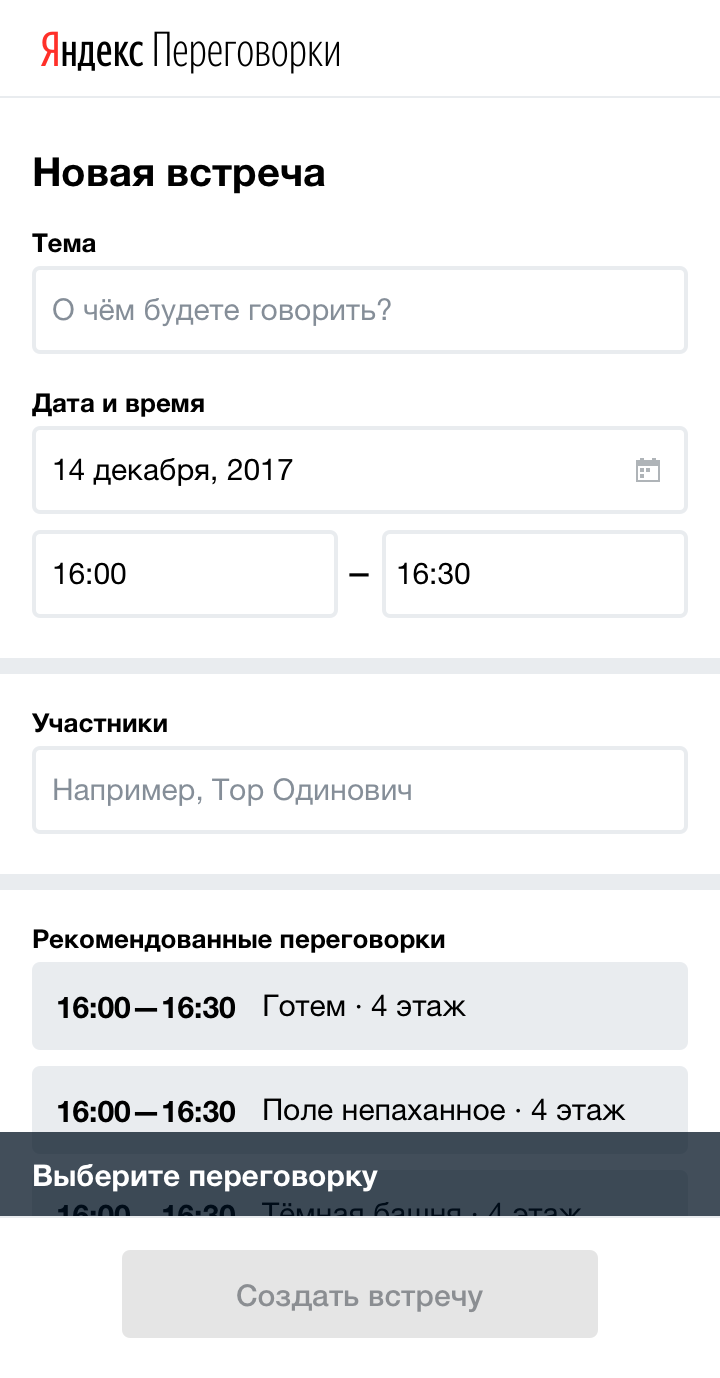 Яндекс Переговорки
Новая встреча
Тема
О чём будете говорить?
Дата и время
14 декабря, 2017
16:00 — 16:30
Участники
Например, Тор Одинович
Рекомендованные переговорки
16:00—16:30 Готем · 4 этаж
16:00—16:30 Поле непаханное · 4 этаж
Выберите переговорку
16:00—16:30 Тёмная башня · 4 этаж
Создать встречу